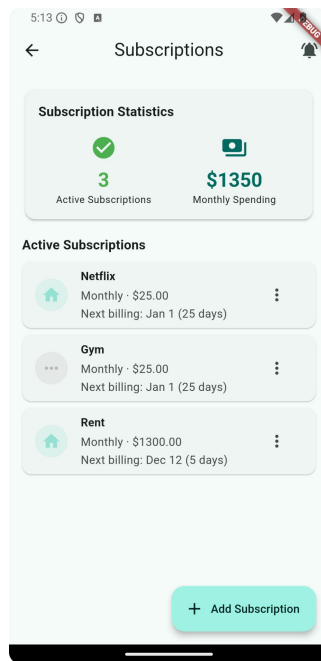 5:13
DEBUG
Subscriptions
Subscription Statistics
3
$1350
Active Subscriptions
Monthly Spending
Active Subscriptions
Netflix
Monthly · $25.00
Next billing: Jan 1 (25 days)
Gym
Monthly · $25.00
Next billing: Jan 1 (25 days)
Rent
Monthly · $1300.00
Next billing: Dec 12 (5 days)
+ Add Subscription